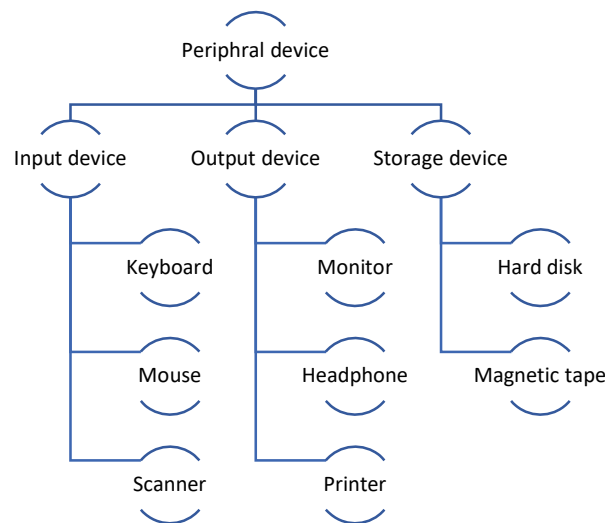 Periphral device
Input device
Output device
Storage device
Keyboard
Monitor
Hard disk
Mouse
Headphone
Magnetic tape
Scanner
Printer